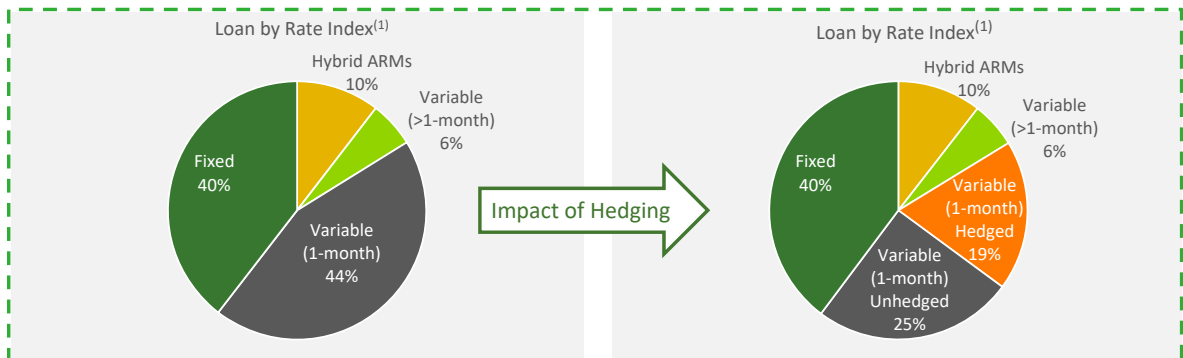 Loan by Rate Index(1)
Hybrid ARMs
10%
Variable
(>1-month)
6%
Fixed
40%
Variable
(1-month)
44%
Impact of Hedging
Loan by Rate Index(1)
Hybrid ARMs
10%
Variable
(>1-month)
6%
Fixed
40%
Variable
(1-month)
Hedged
19%
Variable
(1-month)
Unhedged
25%